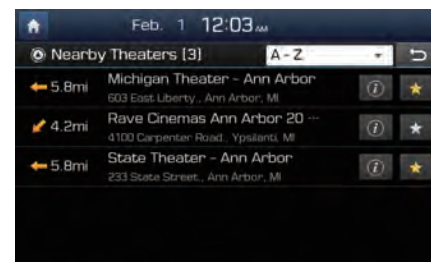 Feb. 1 12:03 AM
Nearby Theaters (3) A-Z
5.8mi Michigan Theater - Ann Arbor
603 East Liberty., Ann Arbor, MI
4.2mi Rave Cinemas Ann Arbor 20 ···
4100 Carpenter Road., Ypsilanti, MI
5.8mi State Theater - Ann Arbor
233 State Street., Ann Arbor, MI